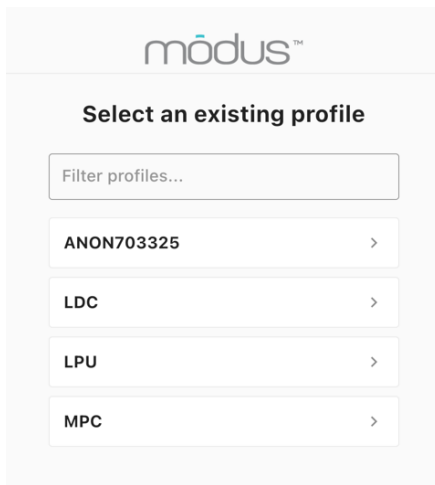 mōdus™
Select an existing profile
Filter profiles...
ANON703325
LDC
LPU
MPC